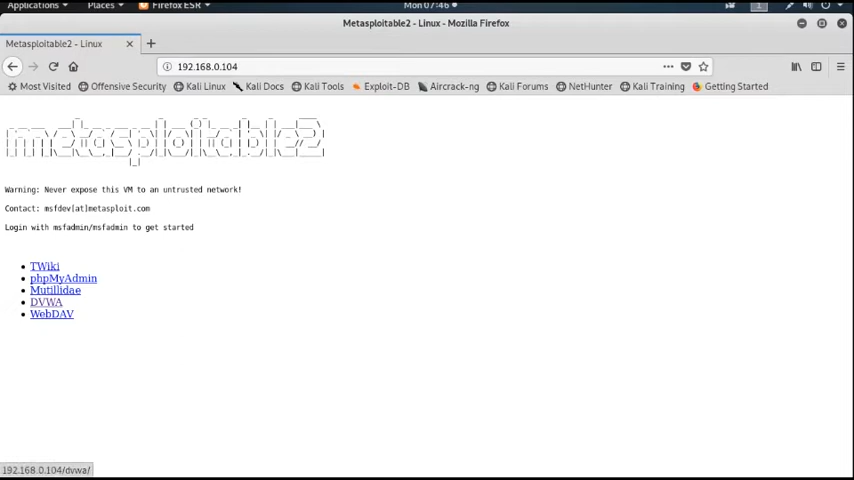 Applications Places Firefox ESR Mon 07:46 1
Metasploitable2 - Linux - Mozilla Firefox
Metasploitable2 - Linux
192.168.0.104
Most Visited Offensive Security Kali Linux Kali Docs Kali Tools Exploit-DB Aircrack-ng Kali Forums NetHunter Kali Training Getting Started
metasploitable2
Warning: Never expose this VM to an untrusted network!
Contact: msfdev[at]metasploit.com
Login with msfadmin/msfadmin to get started
TWiki
phpMyAdmin
Mutillidae
DVWA
WebDAV
192.168.0.104/dvwa/